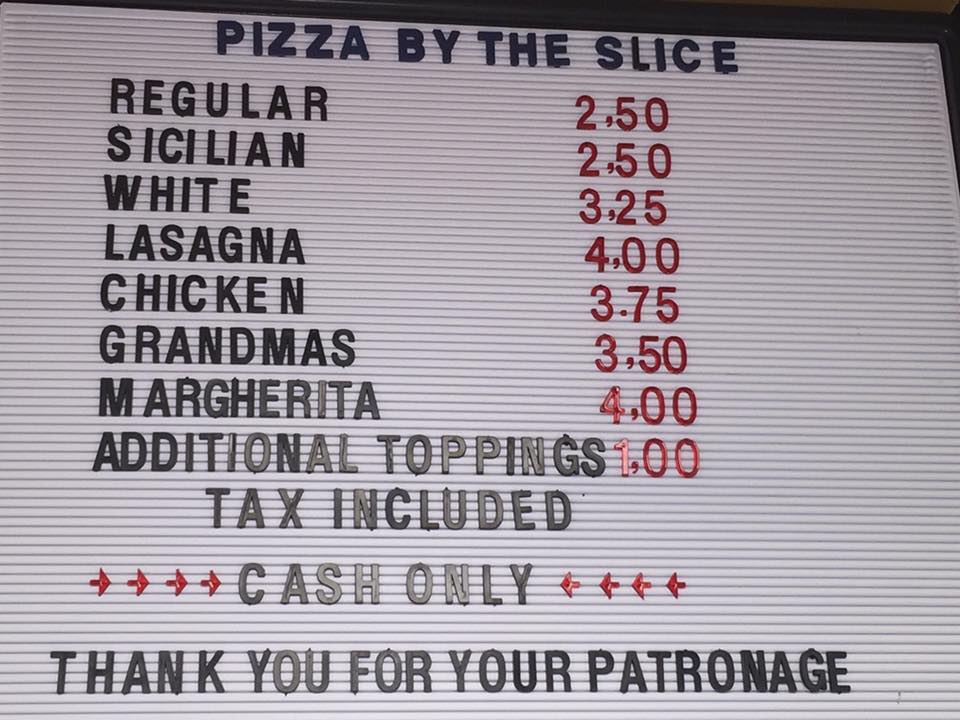 PIZZA BY THE SLICE
REGULAR 2,50
SICILIAN 2,50
WHITE 3,25
LASAGNA 4,00
CHICKEN 3.75
GRANDMAS 3,50
MARGHERITA 4,00
ADDITIONAL TOPPINGS 1,00
TAX INCLUDED
→→→→ CASH ONLY ←←←←
THANK YOU FOR YOUR PATRONAGE